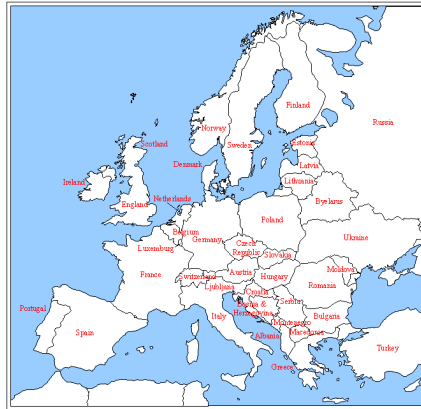 Finland
Russia
Norway
Sweden
Scotland
Estonia
Denmark
Latvia
Lithuania
Ireland
Netherlands
Byelarus
England
Poland
Belgium
Germany
Ukraine
Luxemburg
Czech
Republic
Slovakia
France
Austria
Moldova
Switzerland
Hungary
Ljubljana
Romania
Croatia
Bosnia &
Herzegovina
Serbia
Portugal
Italy
Bulgaria
Montenegro
Spain
Macedonia
Albania
Turkey
Greece